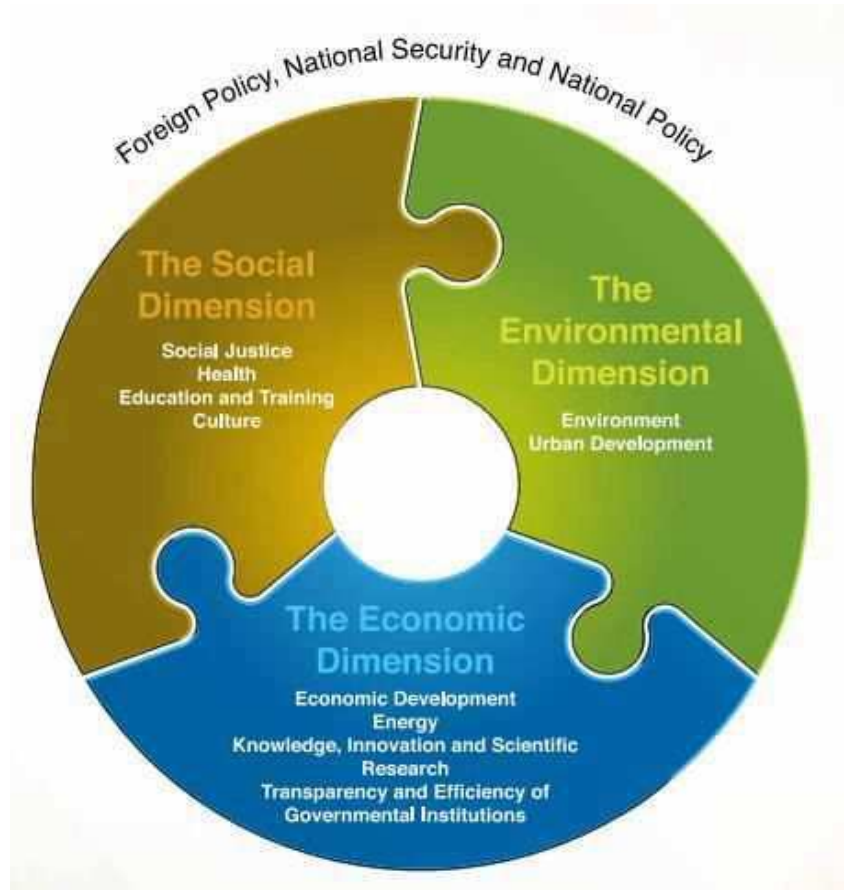 Foreign Policy, National Security and National Policy
The Social
Dimension
Social Justice
Health
Education and Training
Culture
The
Environmental
Dimension
Environment
Urban Development
The Economic
Dimension
Economic Development
Energy
Knowledge, Innovation and Scientific
Research
Transparency and Efficiency of
Governmental Institutions